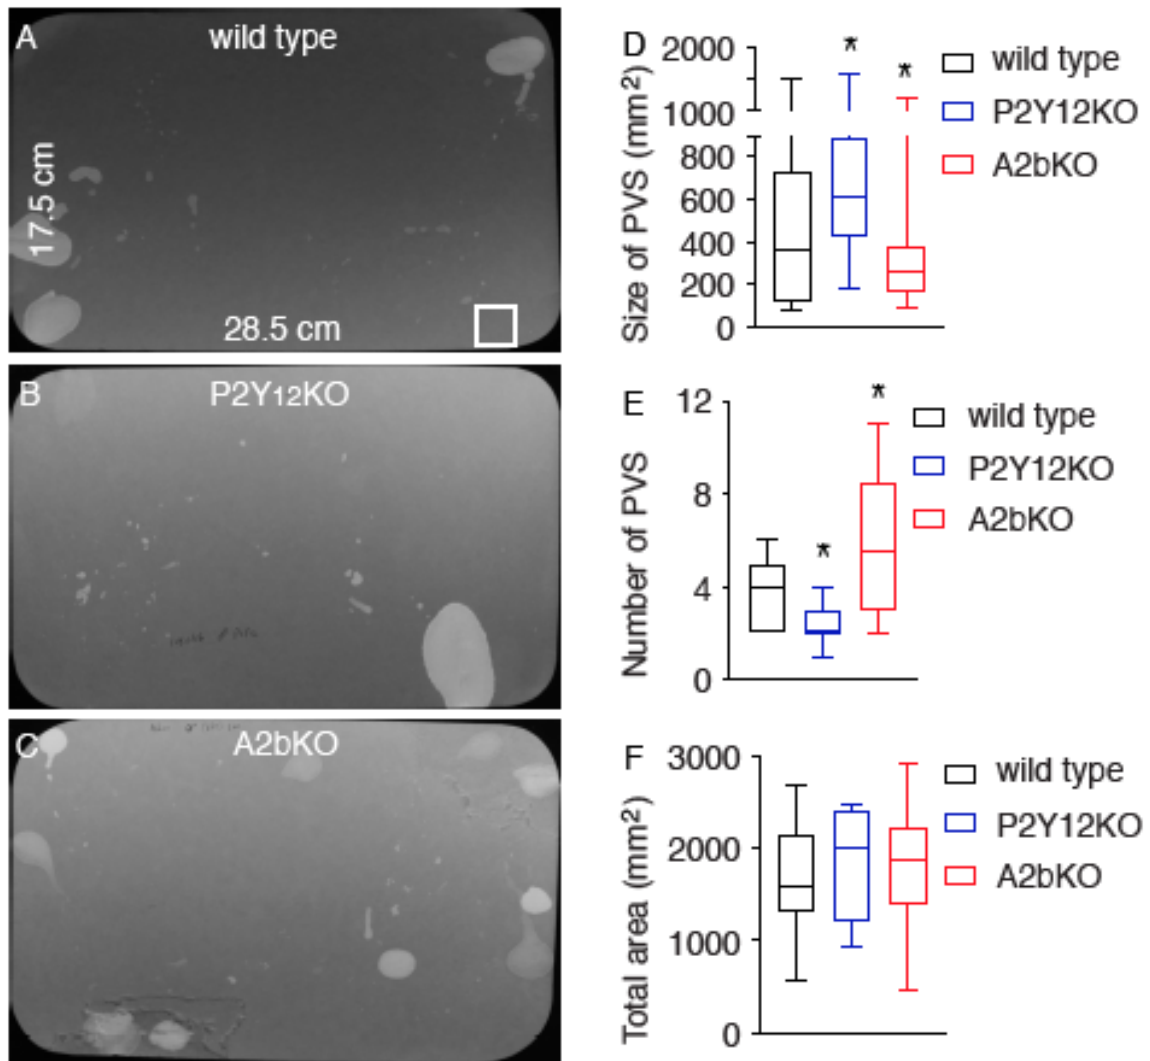 A
wild type
17.5 cm
28.5 cm
B
P2Y12KO
C
A2bKO
D
Size of PVS (mm²)
2000
1000
800
600
400
200
0
*
*
wild type
P2Y12KO
A2bKO
E
Number of PVS
12
8
4
0
*
*
wild type
P2Y12KO
A2bKO
F
Total area (mm²)
3000
2000
1000
0
wild type
P2Y12KO
A2bKO